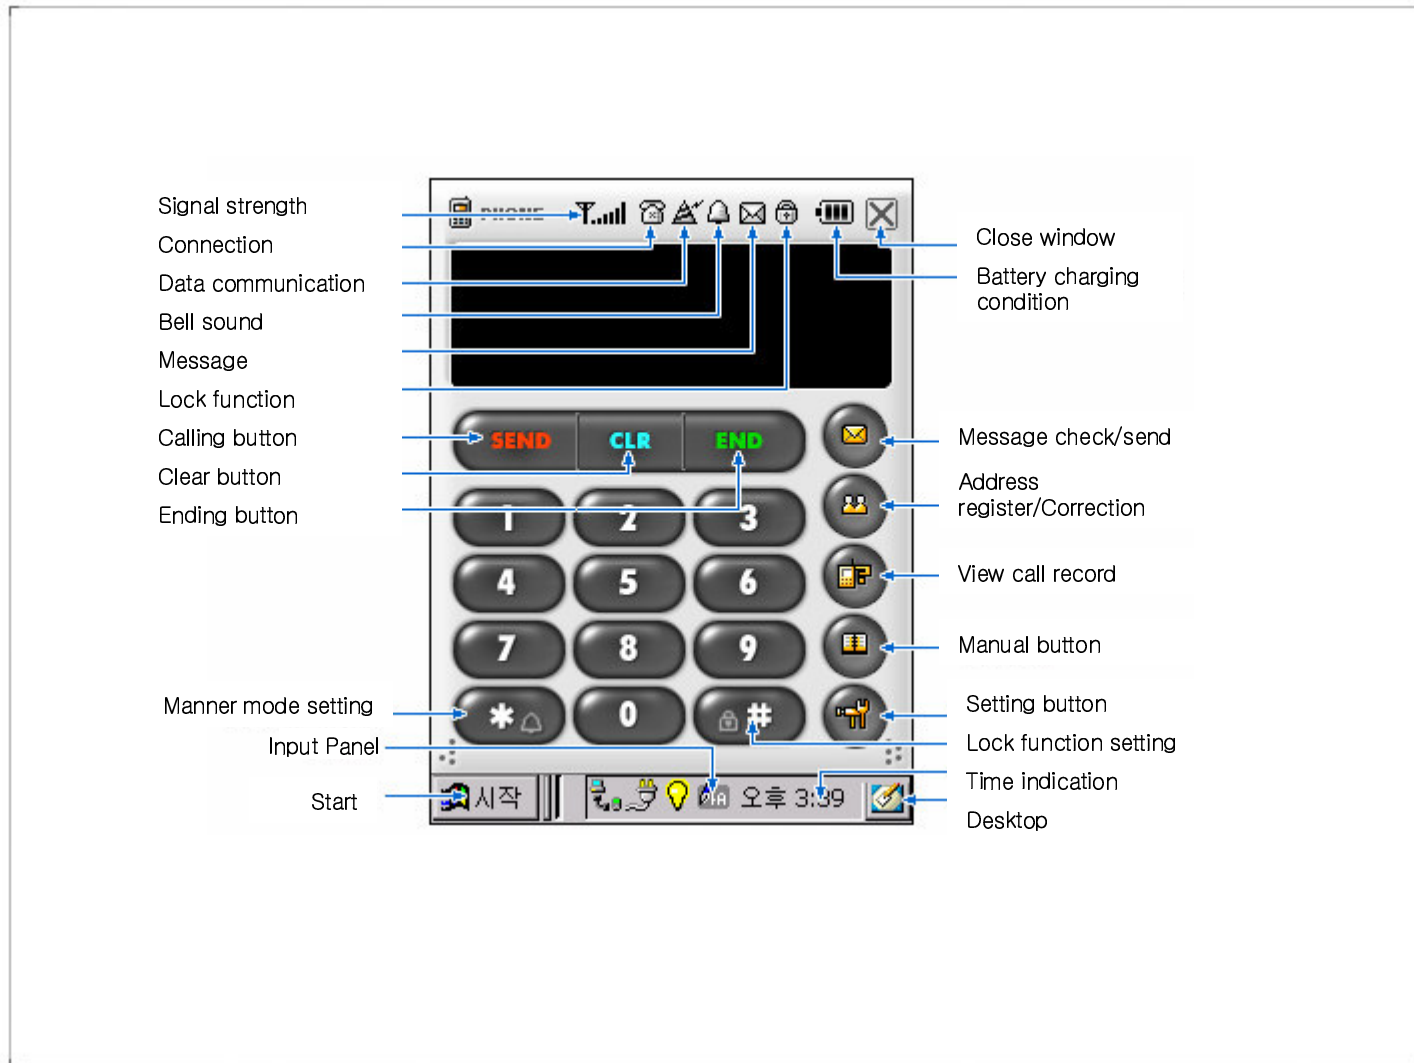 Signal strength
Connection
Data communication
Bell sound
Message
Lock function
Calling button
Clear button
Ending button
Manner mode setting
Input Panel
Start
PHONE
SEND CLR END
1 2 3
4 5 6
7 8 9
* 0 #
시작 오후 3:39
Close window
Battery charging
condition
Message check/send
Address
register/Correction
View call record
Manual button
Setting button
Lock function setting
Time indication
Desktop